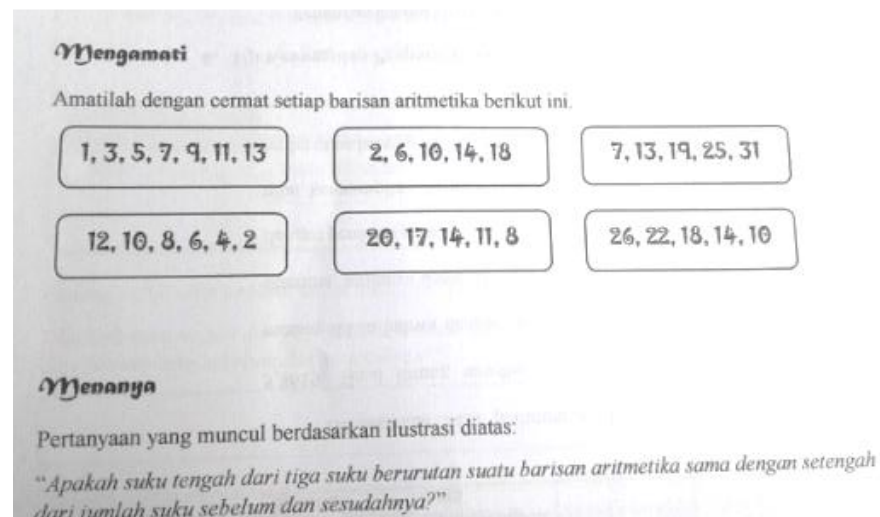 Mengamati
Amatilah dengan cermat setiap barisan aritmetika berikut ini.
1, 3, 5, 7, 9, 11, 13
2, 6, 10, 14, 18
7, 13, 19, 25, 31
12, 10, 8, 6, 4, 2
20, 17, 14, 11, 8
26, 22, 18, 14, 10
Menanya
Pertanyaan yang muncul berdasarkan ilustrasi diatas:
“Apakah suku tengah dari tiga suku berurutan suatu barisan aritmetika sama dengan setengah
dari jumlah suku sebelum dan sesudahnya?”